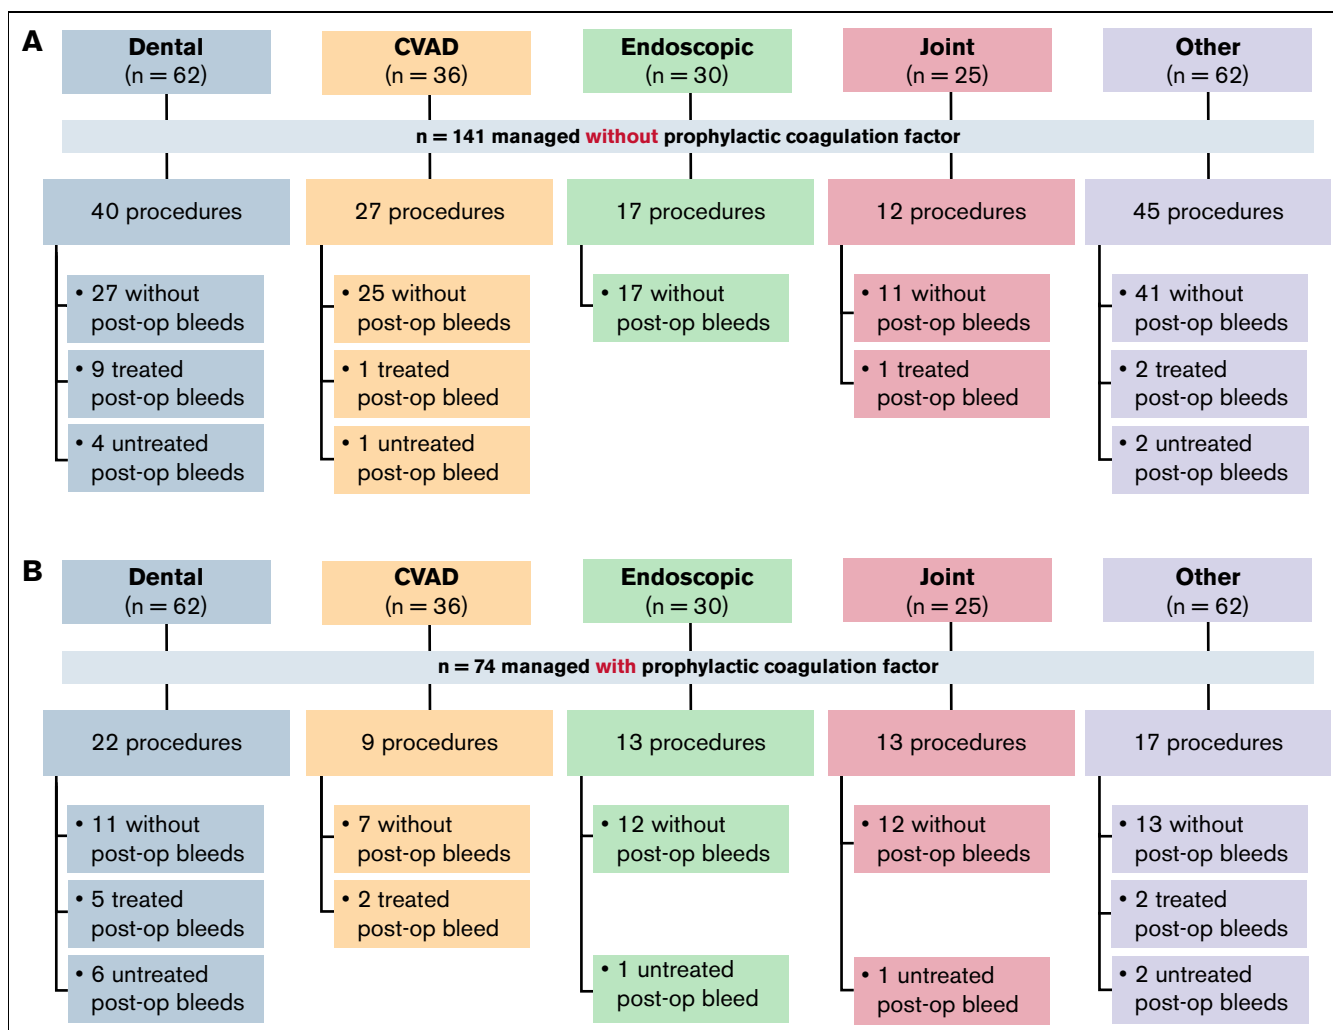 A
Dental
(n = 62)
CVAD
(n = 36)
Endoscopic
(n = 30)
Joint
(n = 25)
Other
(n = 62)
n = 141 managed without prophylactic coagulation factor
40 procedures
27 procedures
17 procedures
12 procedures
45 procedures
• 27 without
post-op bleeds
• 9 treated
post-op bleeds
• 4 untreated
post-op bleeds
• 25 without
post-op bleeds
• 1 treated
post-op bleed
• 1 untreated
post-op bleed
• 17 without
post-op bleeds
• 11 without
post-op bleeds
• 1 treated
post-op bleed
• 41 without
post-op bleeds
• 2 treated
post-op bleeds
• 2 untreated
post-op bleeds
B
Dental
(n = 62)
CVAD
(n = 36)
Endoscopic
(n = 30)
Joint
(n = 25)
Other
(n = 62)
n = 74 managed with prophylactic coagulation factor
22 procedures
9 procedures
13 procedures
13 procedures
17 procedures
• 11 without
post-op bleeds
• 5 treated
post-op bleeds
• 6 untreated
post-op bleeds
• 7 without
post-op bleeds
• 2 treated
post-op bleed
• 12 without
post-op bleeds
• 1 untreated
post-op bleed
• 12 without
post-op bleeds
• 1 untreated
post-op bleed
• 13 without
post-op bleeds
• 2 treated
post-op bleeds
• 2 untreated
post-op bleeds